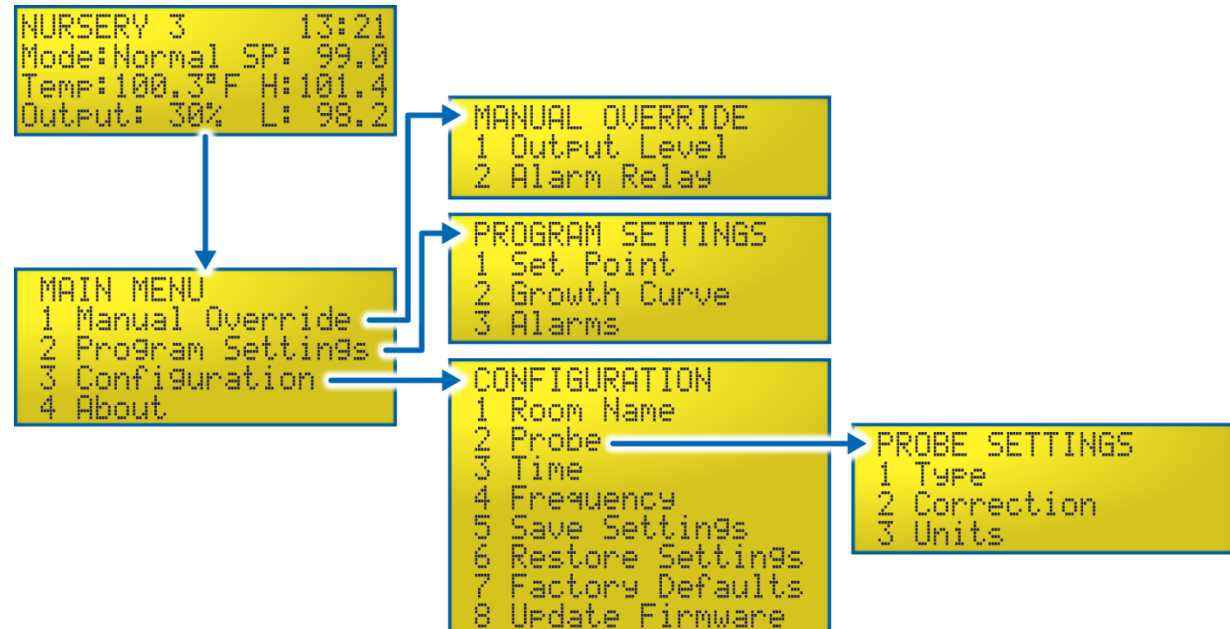 NURSERY 3 13:21
Mode:Normal SP: 99.0
Temp:100.3°F H:101.4
Output: 30% L: 98.2
MAIN MENU
1 Manual Override
2 Program Settings
3 Configuration
4 About
MANUAL OVERRIDE
1 Output Level
2 Alarm Relay
PROGRAM SETTINGS
1 Set Point
2 Growth Curve
3 Alarms
CONFIGURATION
1 Room Name
2 Probe
3 Time
4 Frequency
5 Save Settings
6 Restore Settings
7 Factory Defaults
8 Update Firmware
PROBE SETTINGS
1 Type
2 Correction
3 Units